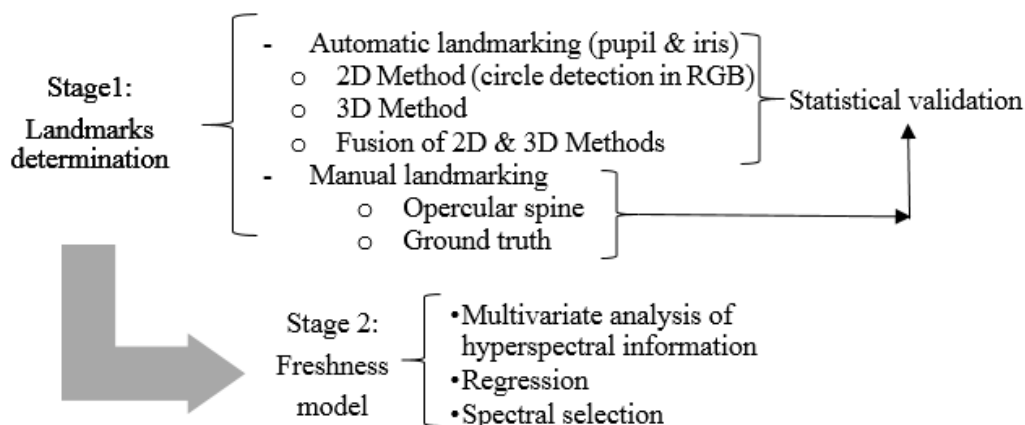 Stage1:
Landmarks
determination
- Automatic landmarking (pupil & iris)
o 2D Method (circle detection in RGB)
o 3D Method
o Fusion of 2D & 3D Methods
- Manual landmarking
o Opercular spine
o Ground truth
Statistical validation
Stage 2:
Freshness
model
•Multivariate analysis of
hyperspectral information
•Regression
•Spectral selection